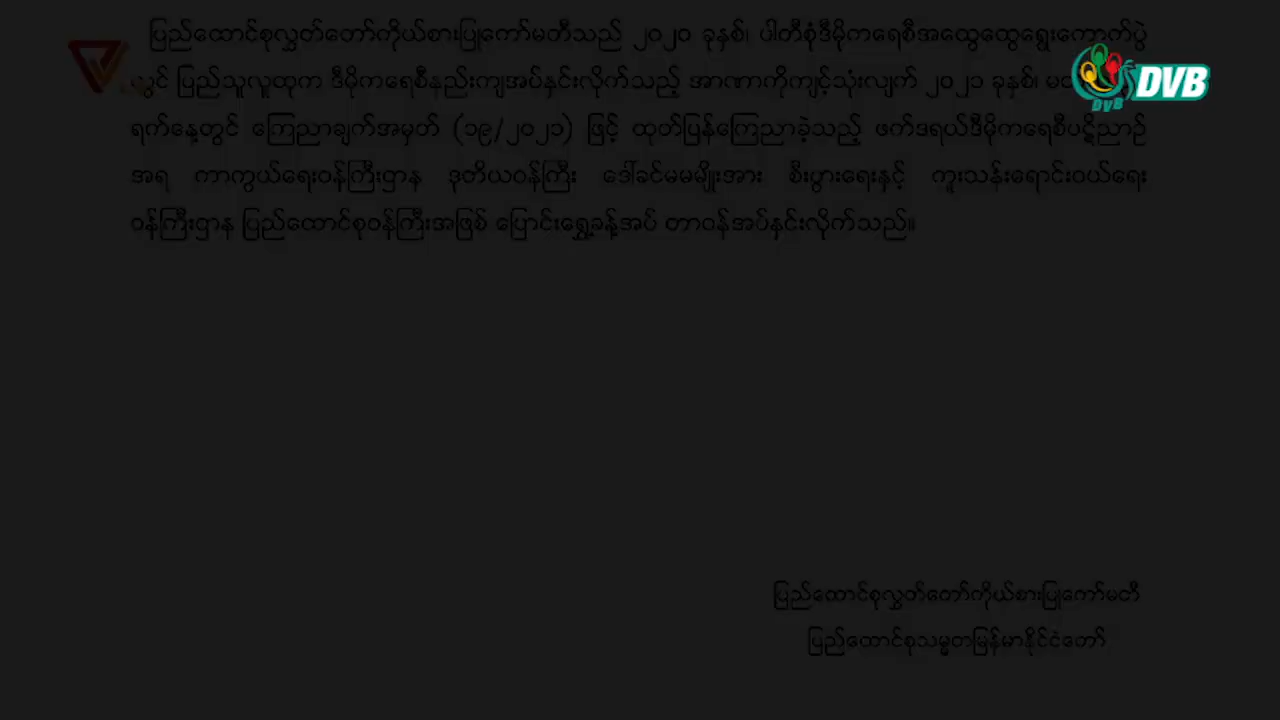 ပြည်ထောင်စုလွှတ်တော်ကိုယ်စားပြုကော်မတီသည် ၂၀၂၀ ခုနှစ်၊ ပါတီစုံဒီမိုကရေစီအထွေထွေရွေးကောက်ပွဲ
တွင် ပြည်သူလူထုက ဒီမိုကရေစီနည်းကျအပ်နှင်းလိုက်သည့် အာဏာကိုကျင့်သုံးလျက် ၂၀၂၁ ခုနှစ်၊
DVB
DVB
ရက်နေ့တွင် ကြေညာချက်အမှတ် (၁၉/၂၀၂၁) ဖြင့် ထုတ်ပြန်ကြေညာခဲ့သည့် ဖက်ဒရယ်ဒီမိုကရေစီပဋိညာဉ်
အရ ကာကွယ်ရေးဝန်ကြီးဌာန ဒုတိယဝန်ကြီး ဒေါ်ခင်မမမျိုးအား စီးပွားရေးနှင့် ကူးသန်းရောင်းဝယ်ရေး
ဝန်ကြီးဌာန ပြည်ထောင်စုဝန်ကြီးအဖြစ် ပြောင်းရွှေ့ခန့်အပ် တာဝန်အပ်နှင်းလိုက်သည်။
ပြည်ထောင်စုလွှတ်တော်ကိုယ်စားပြုကော်မတီ
ပြည်ထောင်စုသမ္မတမြန်မာနိုင်ငံတော်